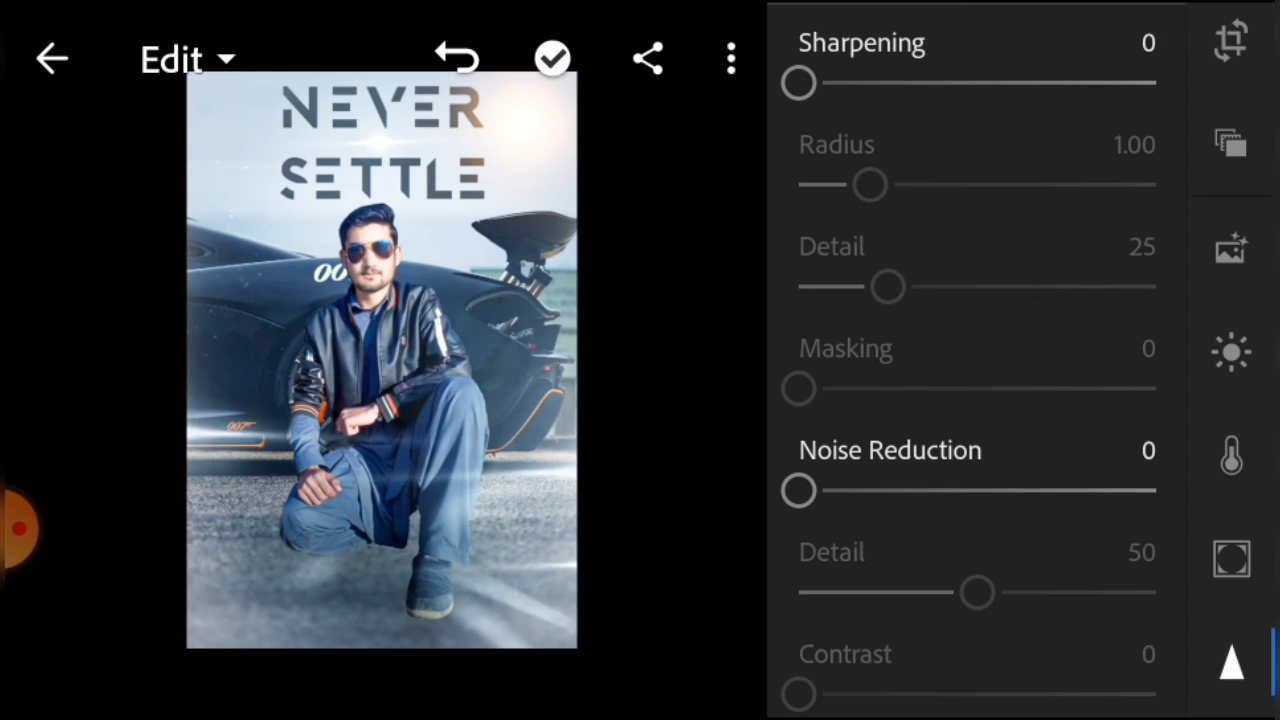 Edit
NEVER
SETTLE
00
007
Sharpening 0
Radius 1.00
Detail 25
Masking 0
Noise Reduction 0
Detail 50
Contrast 0